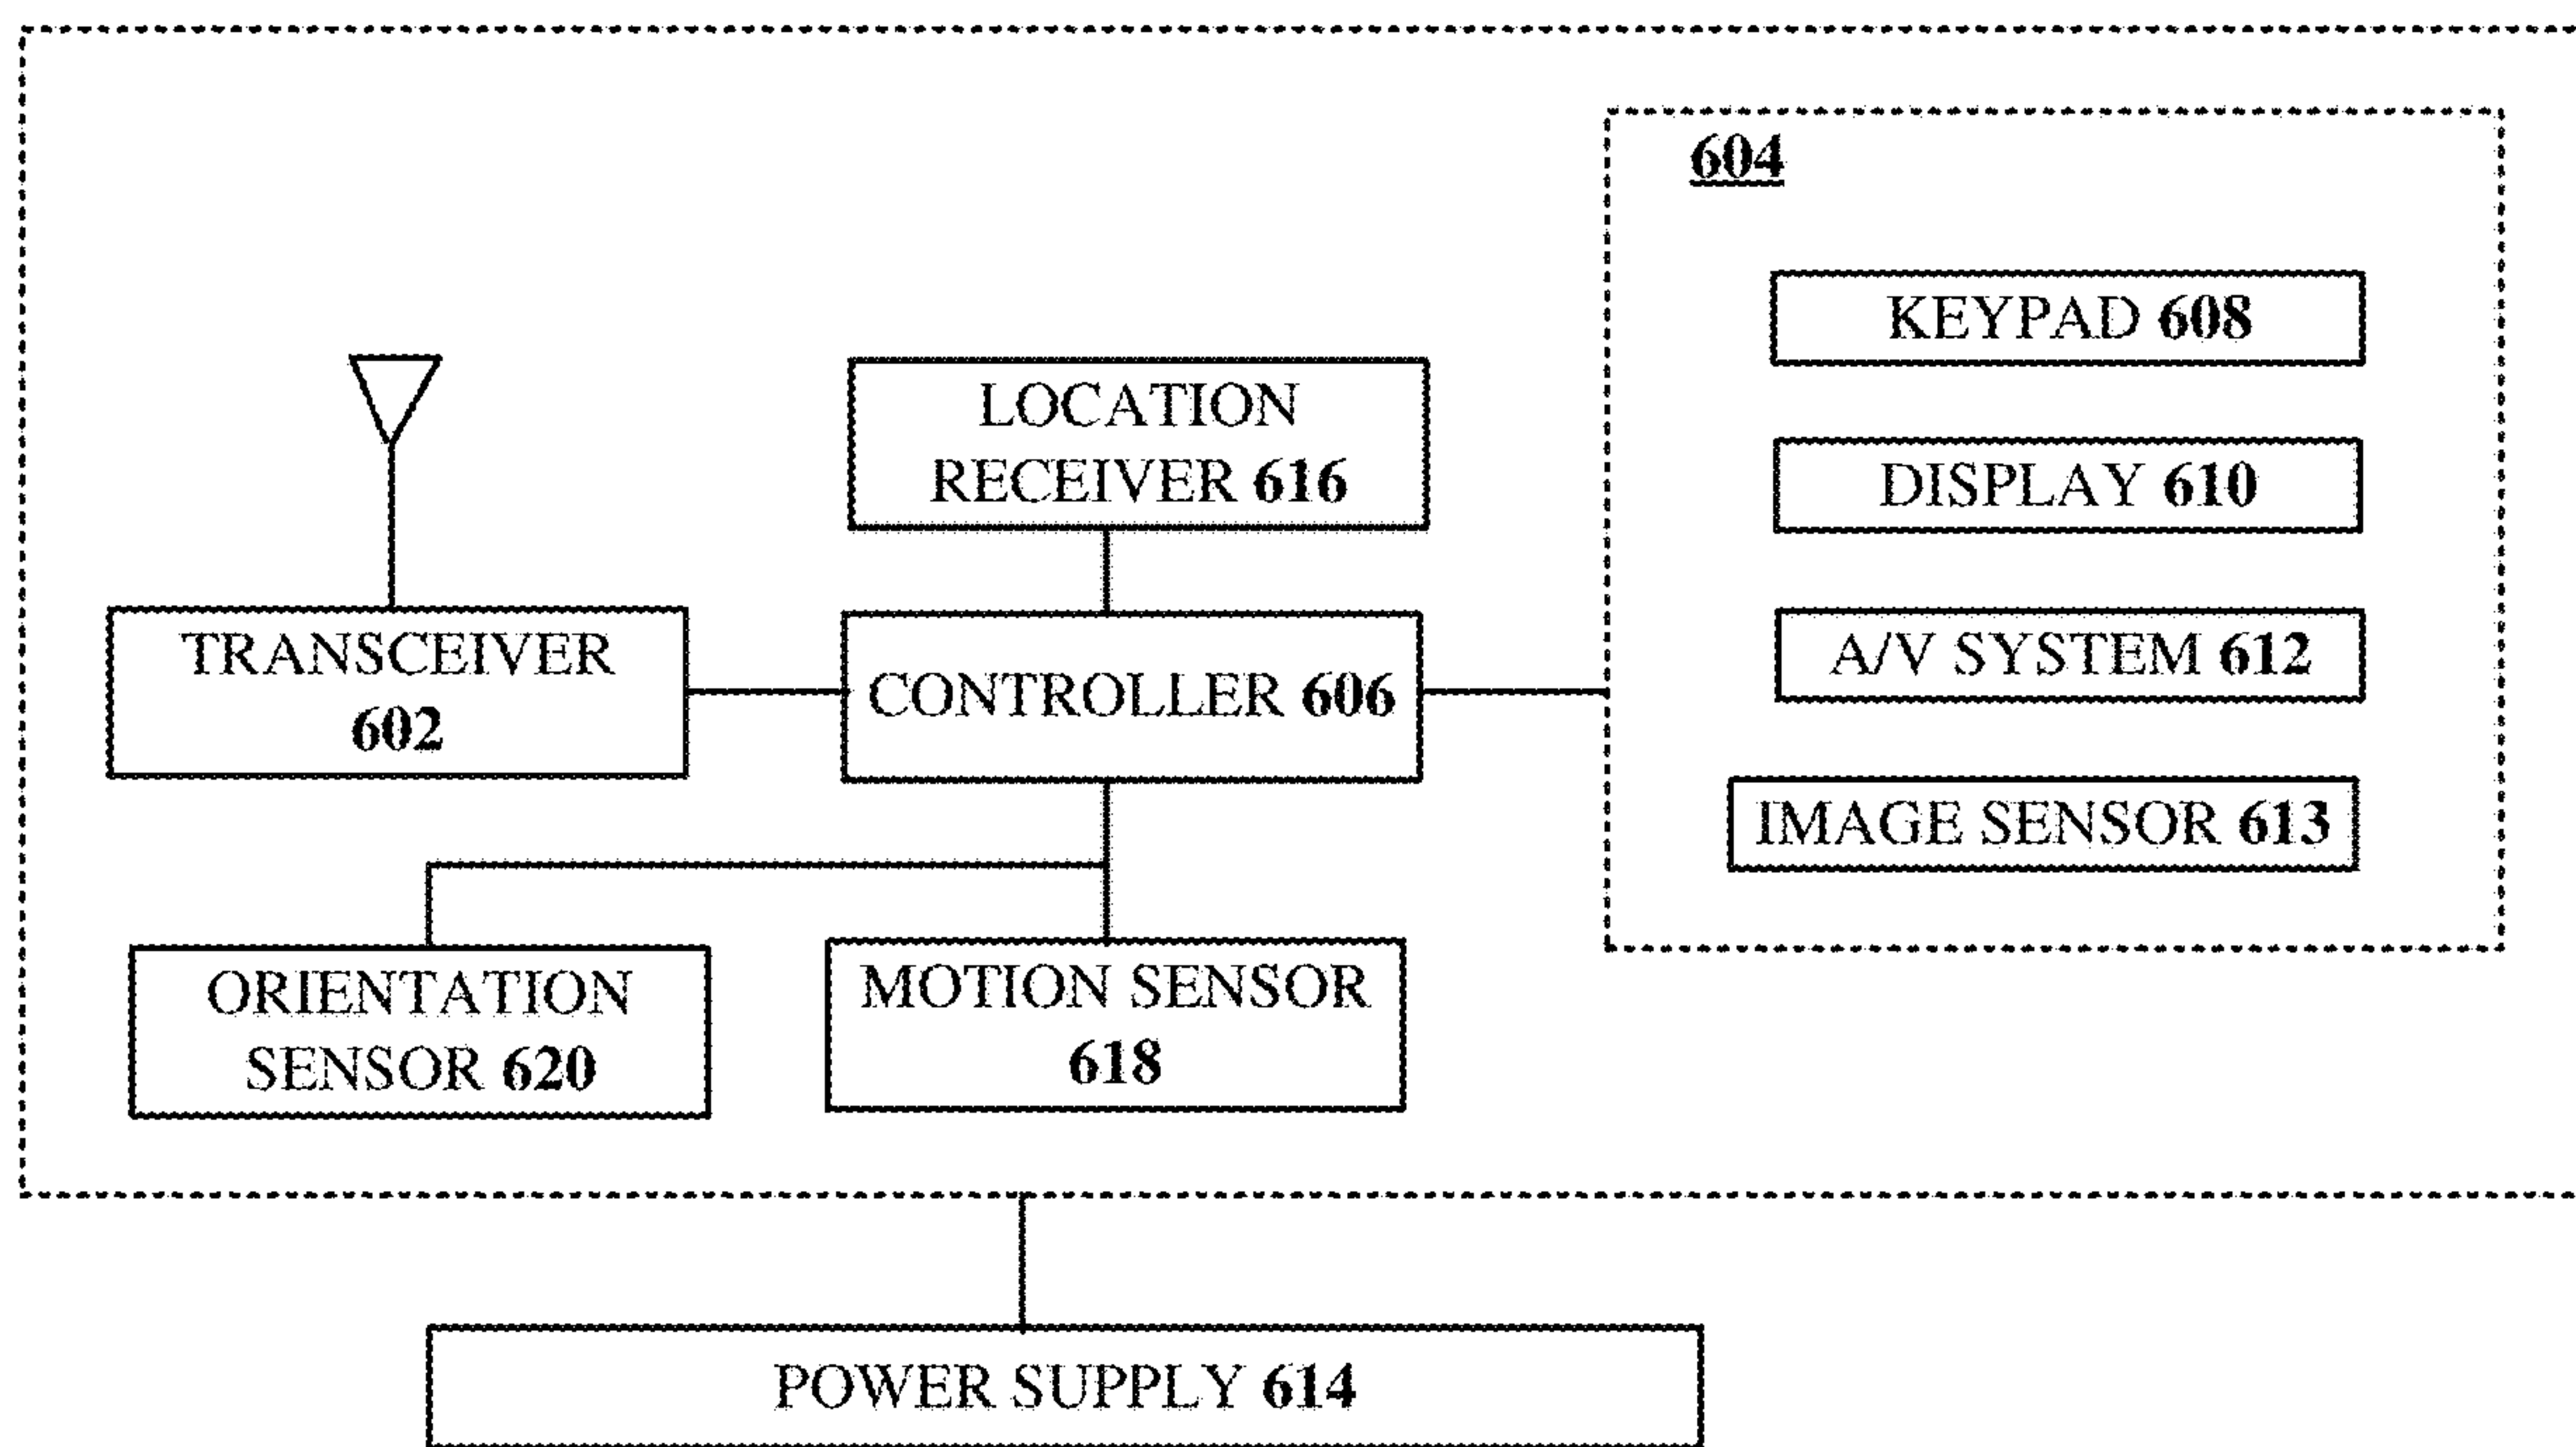 604
KEYPAD 608
DISPLAY 610
A/V SYSTEM 612
IMAGE SENSOR 613
LOCATION
RECEIVER 616
TRANSCEIVER
602
CONTROLLER 606
ORIENTATION
SENSOR 620
MOTION SENSOR
618
POWER SUPPLY 614